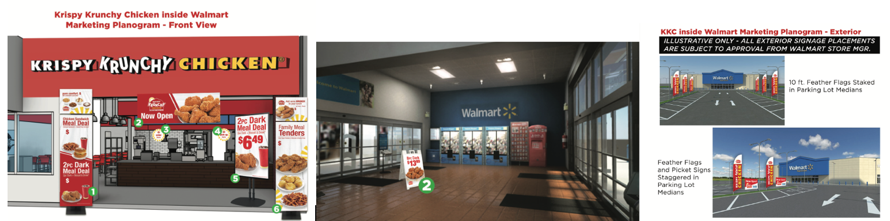 Krispy Krunchy Chicken inside Walmart
Marketing Planogram - Front View
KRISPY KRUNCHY CHICKEN
Now Open
2PC Dark
Meal Deal
$6.49
Family Meal
Tenders
$
Meal Deal
$
2PC Dark
Meal Deal
$
1
2
3
4
5
6
Walmart
$13.99
2
KKC inside Walmart Marketing Planogram - Exterior
ILLUSTRATIVE ONLY - ALL EXTERIOR SIGNAGE PLACEMENTS
ARE SUBJECT TO APPROVAL FROM WALMART STORE MGR.
Walmart
10 ft. Feather Flags Staked
in Parking Lot
Medians
Feather Flags
and Picket Signs
Staggered in
Parking Lot
Medians
Walmart